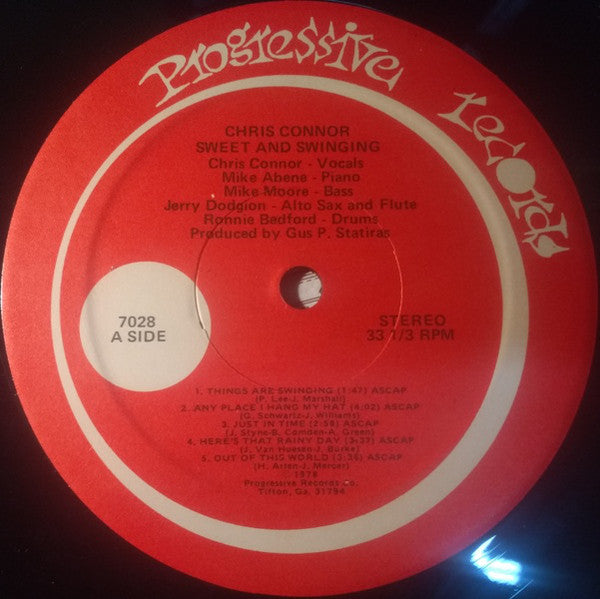 Progressive records
CHRIS CONNOR
SWEET AND SWINGING
Chris Connor - Vocals
Mike Abene - Piano
Mike Moore - Bass
Jerry Dodgion - Alto Sax and Flute
Ronnie Bedford - Drums
Produced by Gus P. Statiras
7028
A SIDE
STEREO
33 1/3 RPM
1. THINGS ARE SWINGING (1:47) ASCAP
(P. Lee-J. Marshall)
2. ANY PLACE I HANG MY HAT (4:02) ASCAP
(G. Schwartz-J. Williams)
3. JUST IN TIME (2:58) ASCAP
(J. Styne-B. Comden-A. Green)
4. HERE'S THAT RAINY DAY (3:37) ASCAP
(J. Van Huesen-J. Burke)
5. OUT OF THIS WORLD (3:36) ASCAP
(H. Arlen-J. Mercer)
© 1978
Progressive Records Co.
Tifton, Ga. 31794